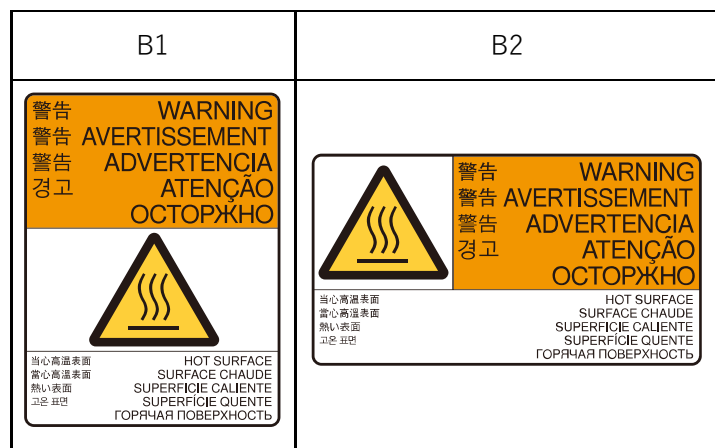 B1
B2
警告 WARNING
警告 AVERTISSEMENT
警告 ADVERTENCIA
경고 ATENÇÃO
ОСТОРЖНО
当心高温表面 HOT SURFACE
當心高溫表面 SURFACE CHAUDE
熱い表面 SUPERFICIE CALIENTE
고온 표면 SUPERFÍCIE QUENTE
ГОРЯЧАЯ ПОВЕРХНОСТЬ
警告 WARNING
警告 AVERTISSEMENT
警告 ADVERTENCIA
경고 ATENÇÃO
ОСТОРЖНО
当心高温表面 HOT SURFACE
當心高溫表面 SURFACE CHAUDE
熱い表面 SUPERFICIE CALIENTE
고온 표면 SUPERFÍCIE QUENTE
ГОРЯЧАЯ ПОВЕРХНОСТЬ